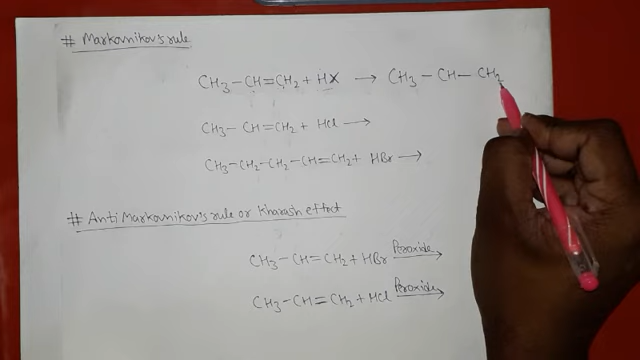 # Markovnikov's rule
CH₃-CH=CH₂ + HX → CH₃-CH-CH₂
CH₃-CH=CH₂ + HCl →
CH₃-CH₂-CH₂-CH=CH₂ + HBr →
# Anti Markovnikov's rule or Kharash effect
CH₃-CH=CH₂ + HBr Peroxide →
CH₃-CH=CH₂ + HCl Peroxide →